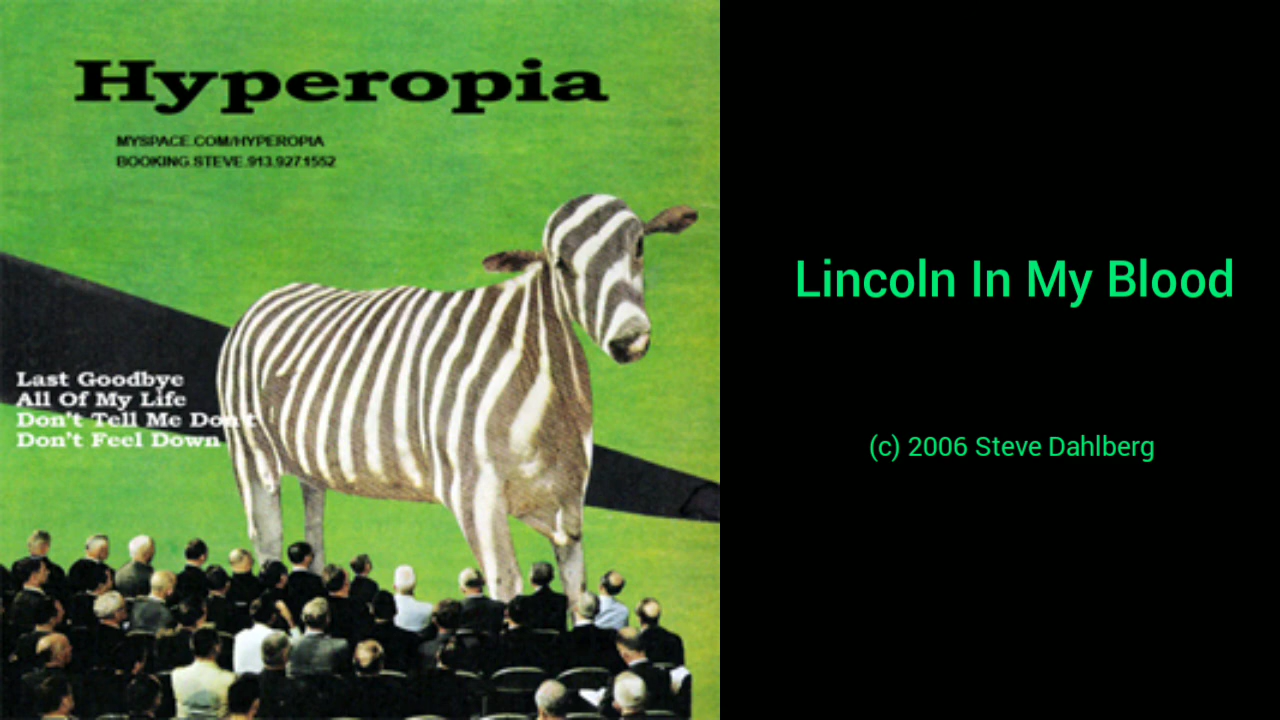 Hyperopia
MYSPACE.COM/HYPEROPIA
BOOKING.STEVE.913.927.1552
Last Goodbye
All Of My Life
Don't Tell Me Don't
Don't Feel Down
Lincoln In My Blood
(c) 2006 Steve Dahlberg